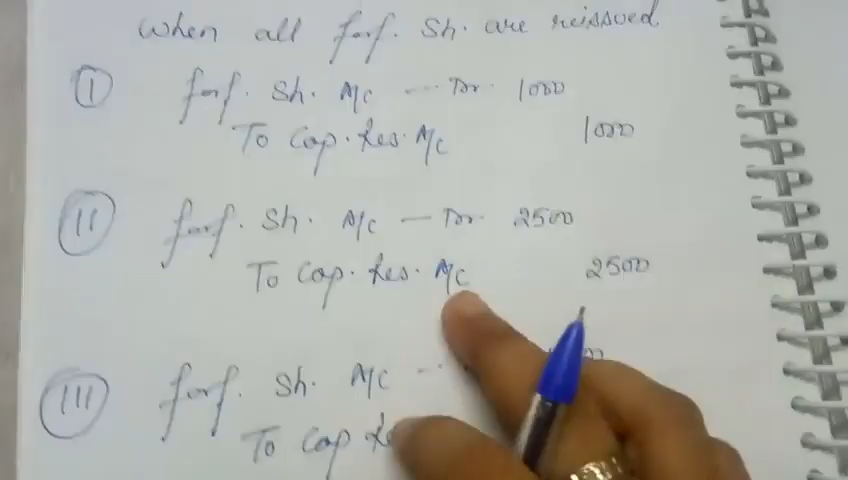 When all forf. Sh. are reissued
I forf. Sh. A/c --- Dr. 1000
To Cap. Res. A/c 1000
II forf. Sh. A/c — Dr. 2500
To Cap. Res. A/c 2500
III forf. Sh. A/c --
To Cap